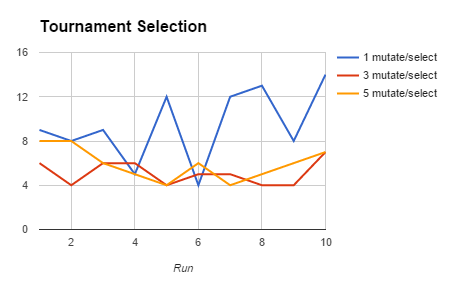 Tournament Selection
16
12
8
4
0
2 4 6 8 10
Run
1 mutate/select
3 mutate/select
5 mutate/select